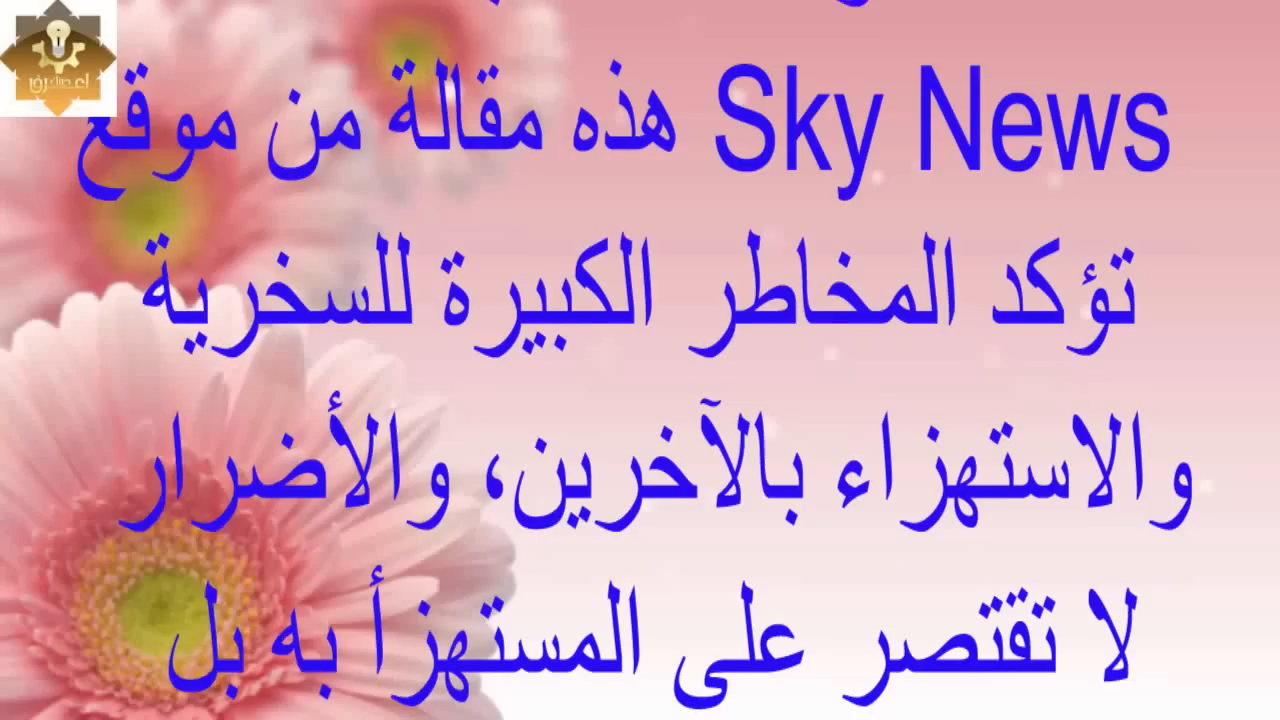 هذه مقالة من موقع Sky News
تؤكد المخاطر الكبيرة للسخرية
والاستهزاء بالآخرين، والأضرار
لا تقتصر على المستهزأ به بل